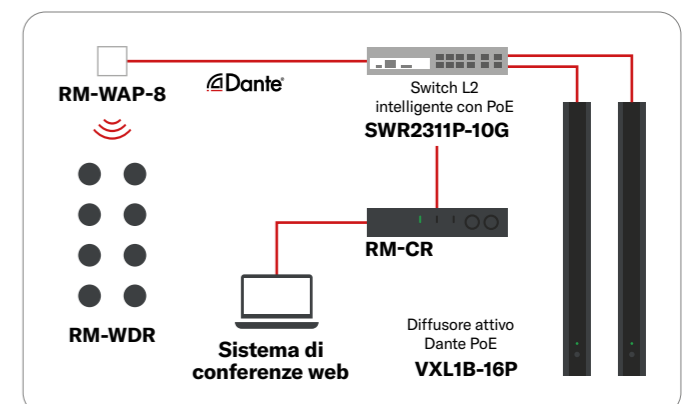 RM-WAP-8
Dante®
Switch L2
intelligente con PoE
SWR2311P-10G
RM-CR
RM-WDR
Sistema di
conferenze web
Diffusore attivo
Dante PoE
VXL1B-16P